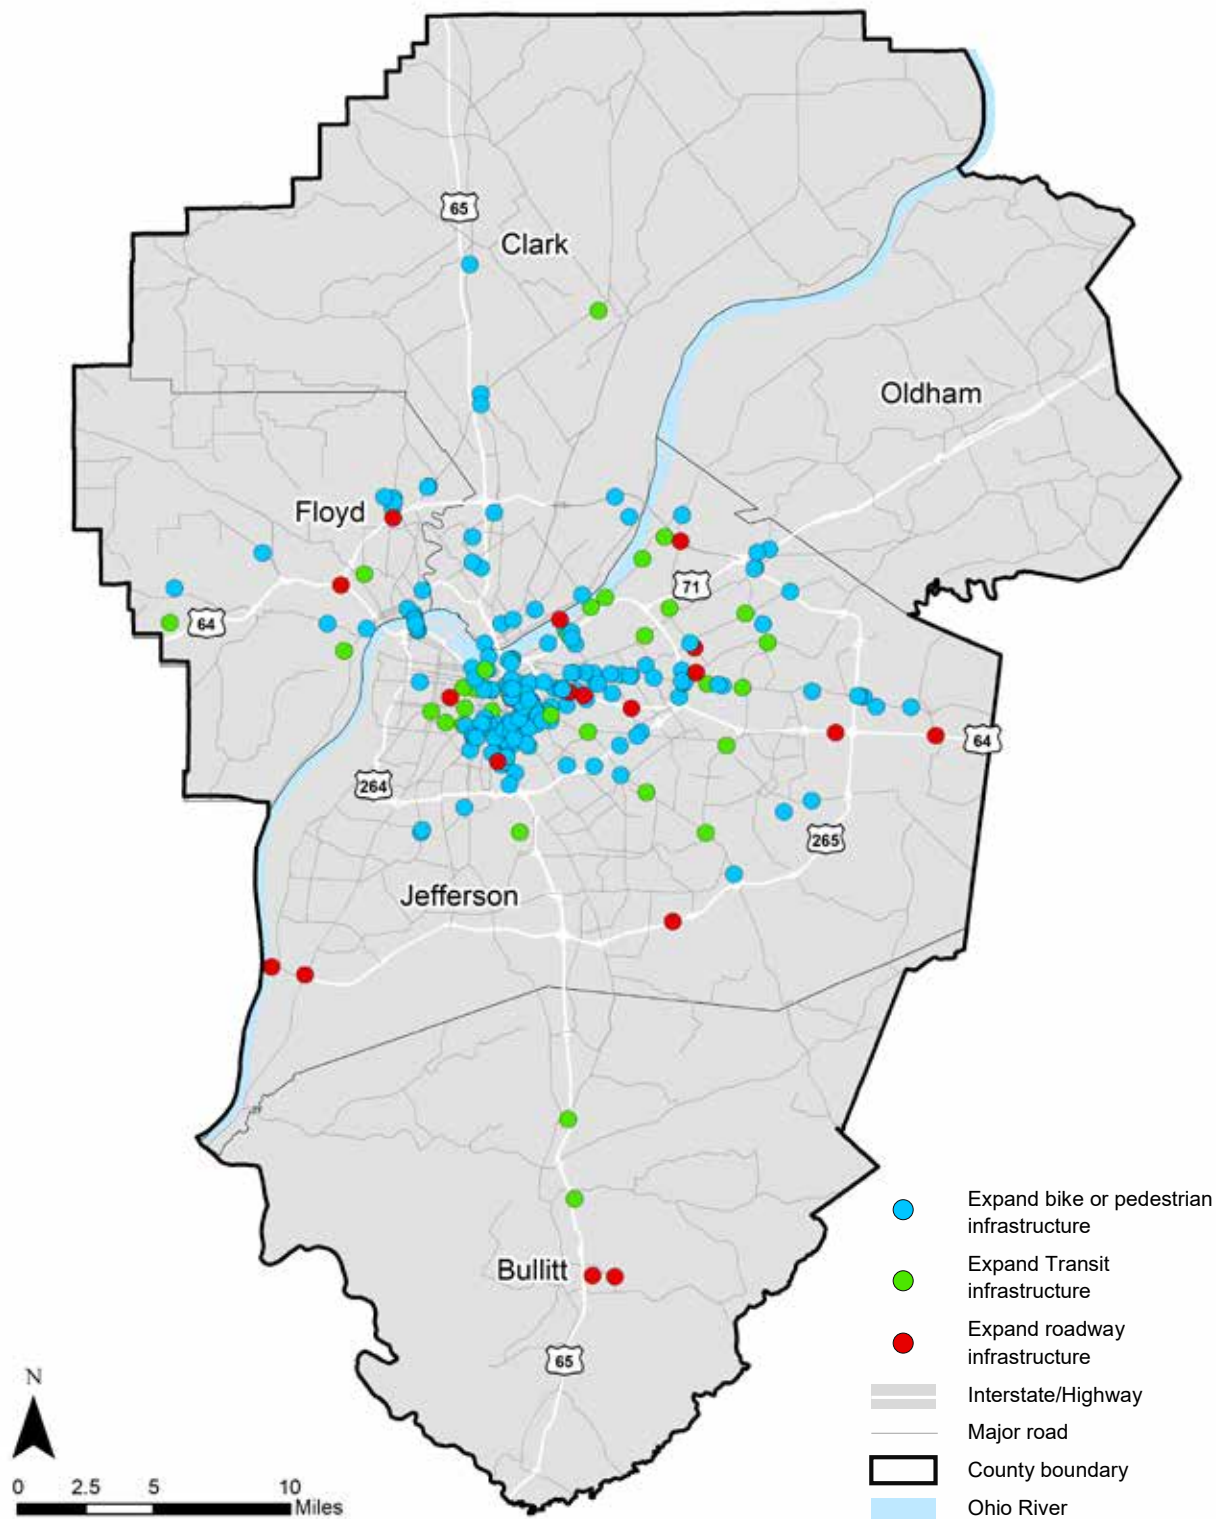 65
Clark
Oldham
Floyd
71
64
64
264
265
Jefferson
Bullitt
65
N
0 2.5 5 10
Miles
Expand bike or pedestrian
infrastructure
Expand Transit
infrastructure
Expand roadway
infrastructure
Interstate/Highway
Major road
County boundary
Ohio River